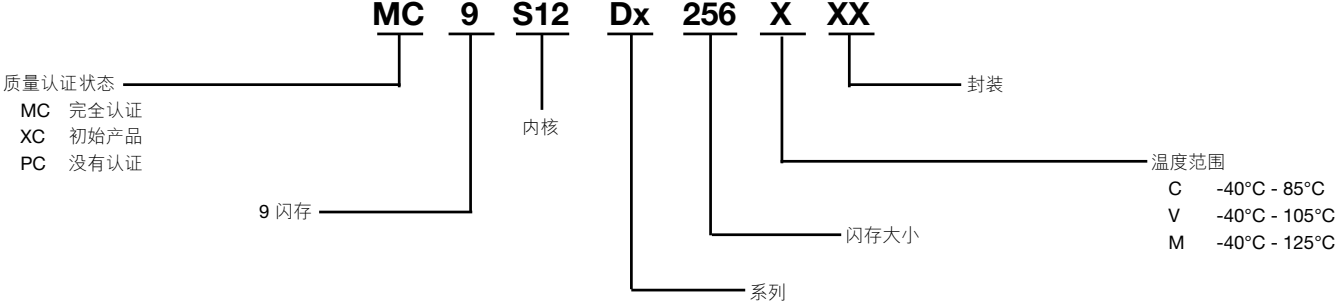 MC 9 S12 Dx 256 X XX
质量认证状态
MC 完全认证
XC 初始产品
PC 没有认证
封装
内核
温度范围
C -40°C - 85°C
V -40°C - 105°C
M -40°C - 125°C
9 闪存
闪存大小
系列